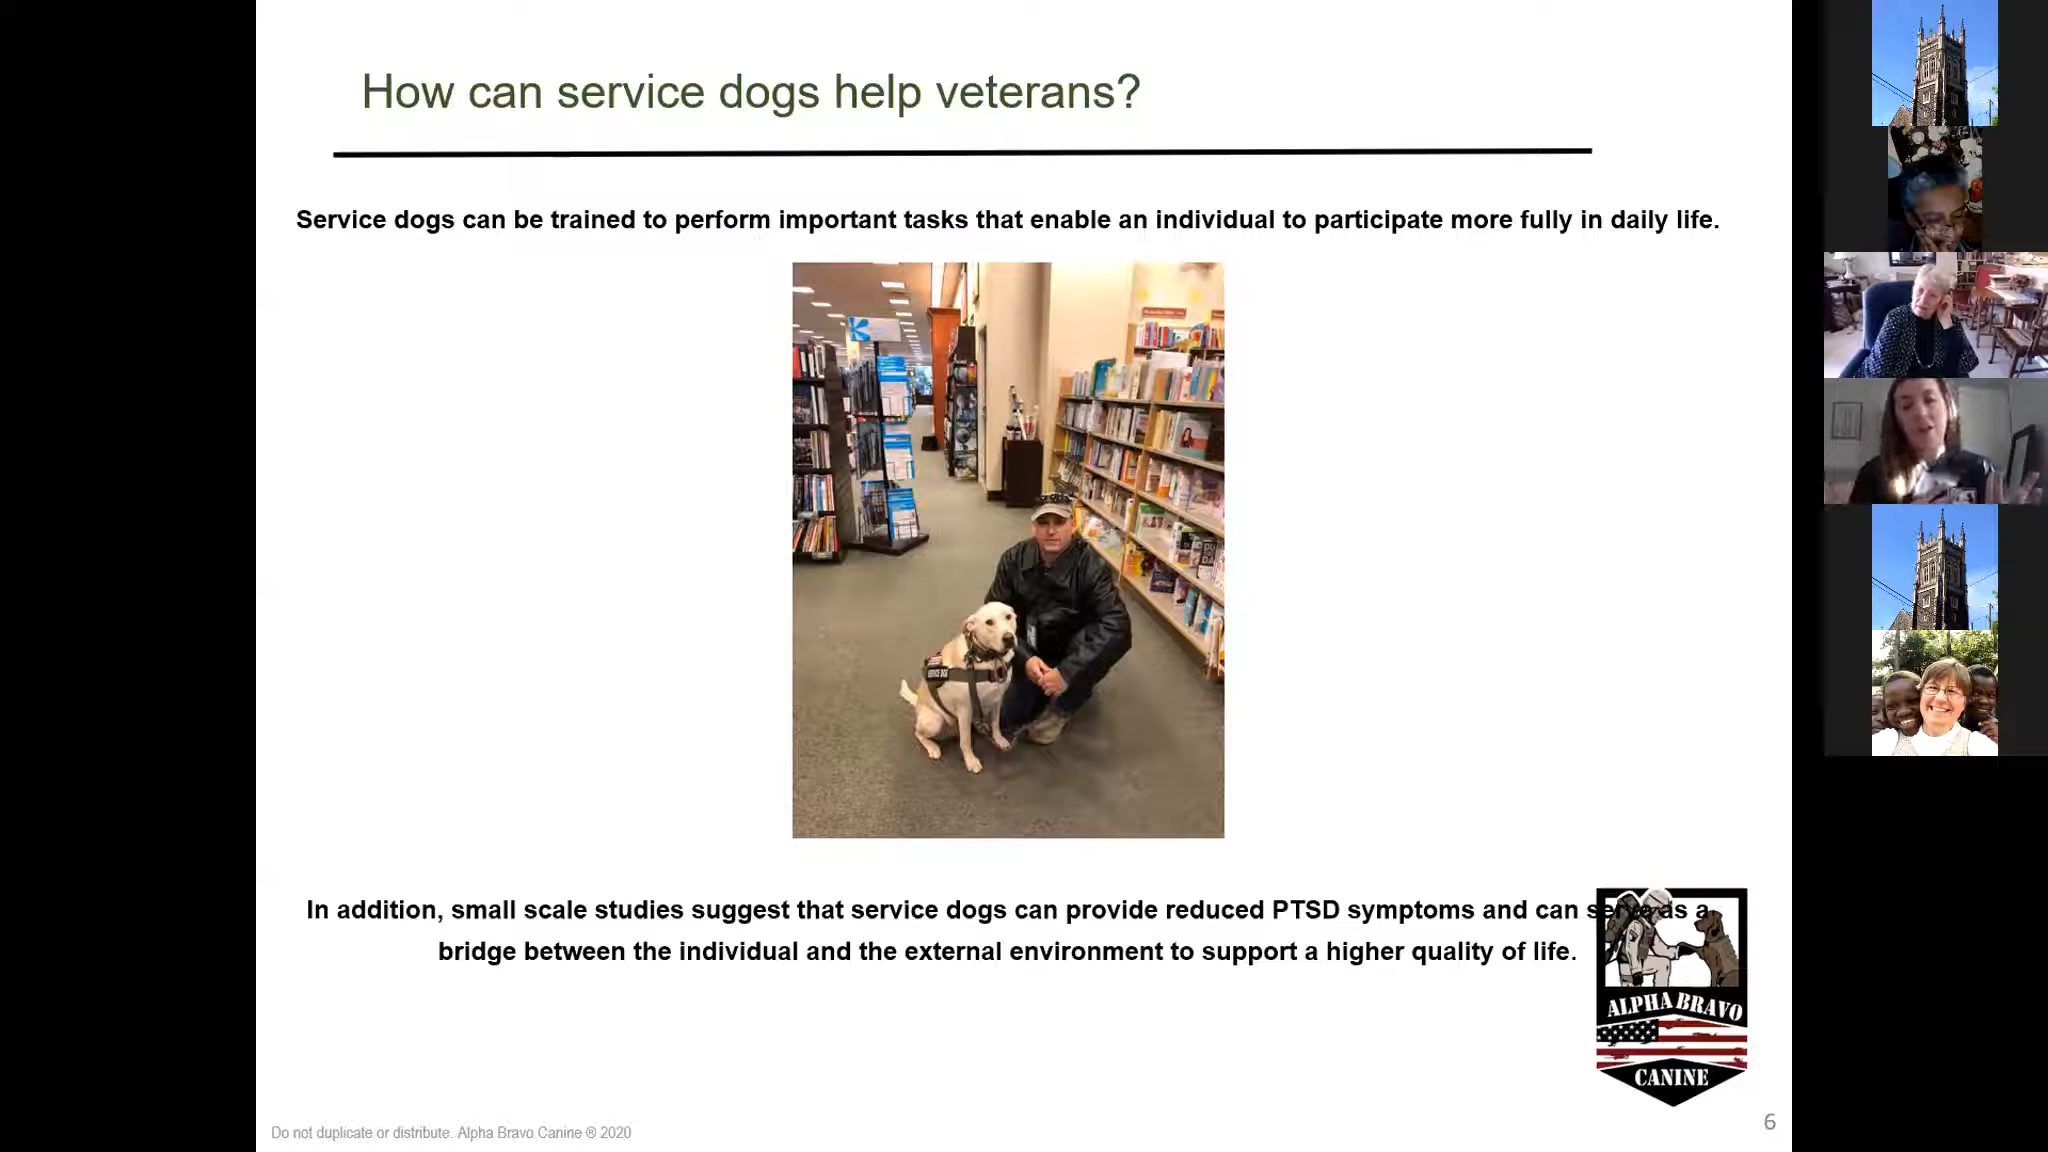 How can service dogs help veterans?
Service dogs can be trained to perform important tasks that enable an individual to participate more fully in daily life.
K
SERVICE DOG
In addition, small scale studies suggest that service dogs can provide reduced PTSD symptoms and can serve as a
bridge between the individual and the external environment to support a higher quality of life.
ALPHA BRAVO
CANINE
Do not duplicate or distribute. Alpha Bravo Canine ® 2020
6